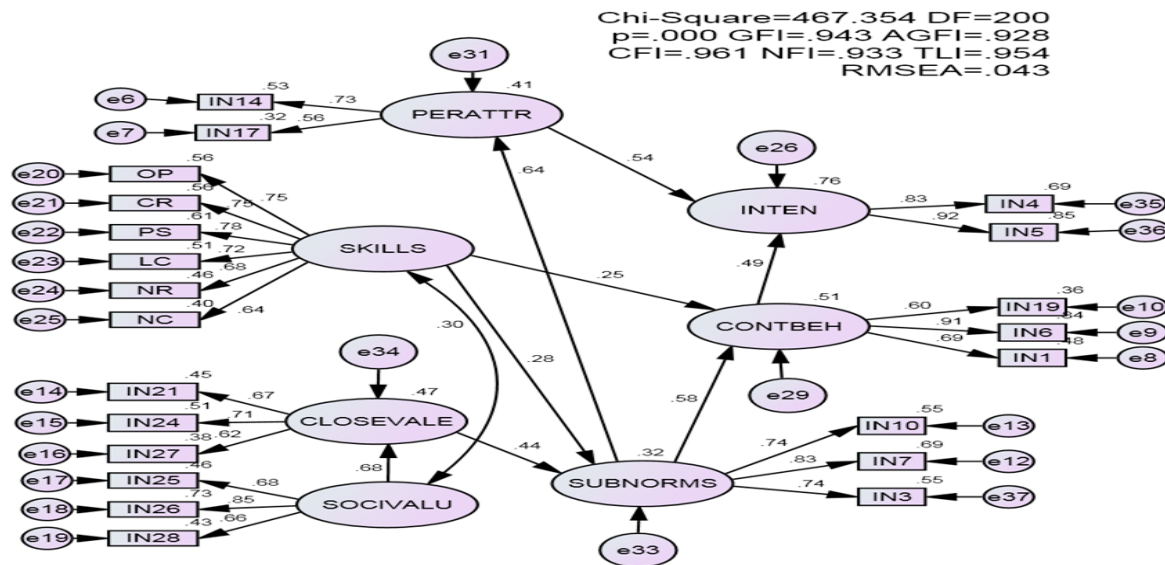 Chi-Square=467.354 DF=200
p=.000 GFI=.943 AGFI=.928
CFI=.961 NFI=.933 TLI=.954
RMSEA=.043
e31
.41
PERATTR
.53
e6
IN14
.73
.32
e7
IN17
.56
.64
.54
e26
.76
INTEN
.83
IN4
.69
e35
.92
IN5
.85
e36
.56
e20
OP
.75
.56
e21
CR
.75
.61
e22
PS
.78
.51
e23
LC
.72
.46
e24
NR
.68
.40
e25
NC
.64
SKILLS
.25
.49
.51
CONTBEH
.60
IN19
.36
e10
.91
IN6
.84
e9
.69
IN1
.48
e8
e29
.30
.28
.58
e34
.47
CLOSEVALE
.45
e14
IN21
.67
.51
e15
IN24
.71
.38
e16
IN27
.62
.44
.68
.46
e17
IN25
.68
.73
e18
IN26
.85
.43
e19
IN28
.66
SOCIVALU
.32
SUBNORMS
.74
IN10
.55
e13
.83
IN7
.69
e12
.74
IN3
.55
e37
e33